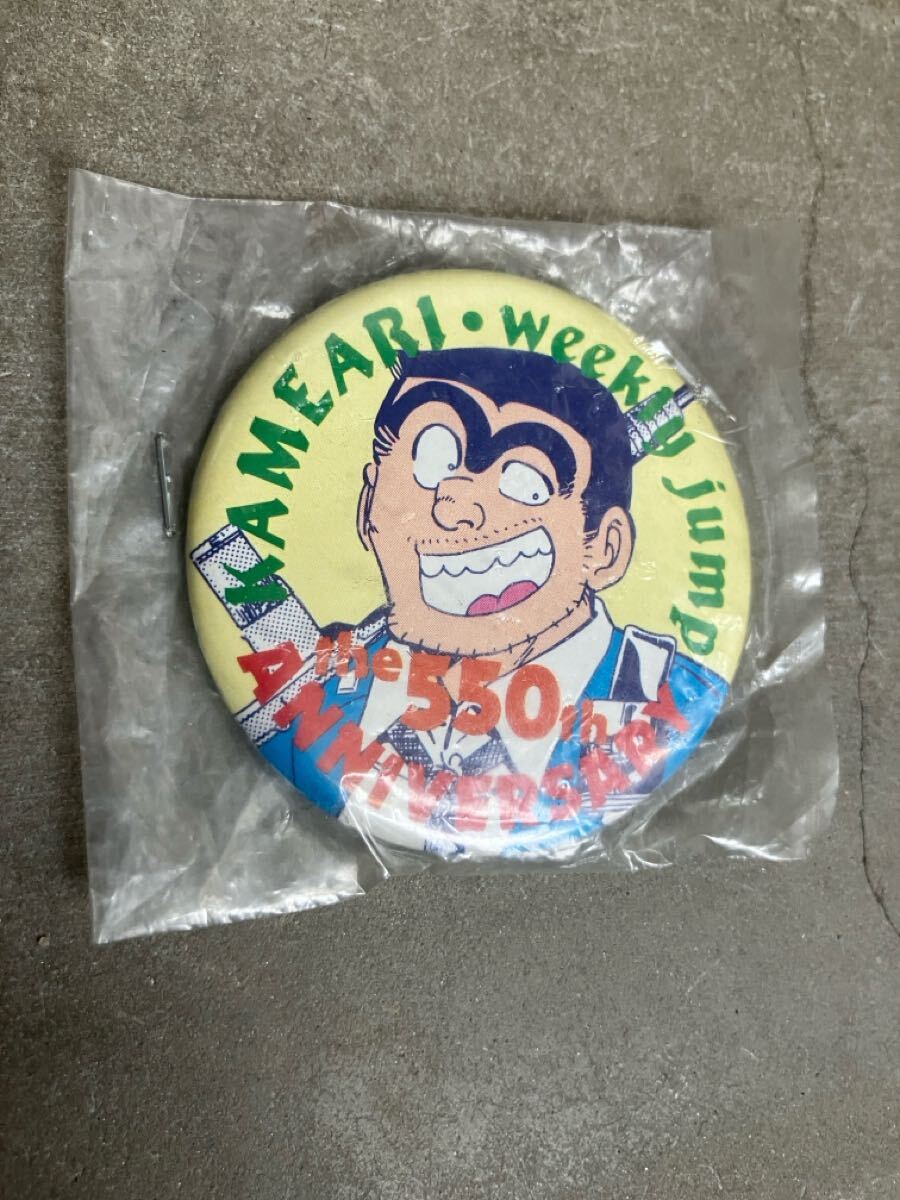 KAMEARI・weekly jump
the 550th
ANNIVERSARY